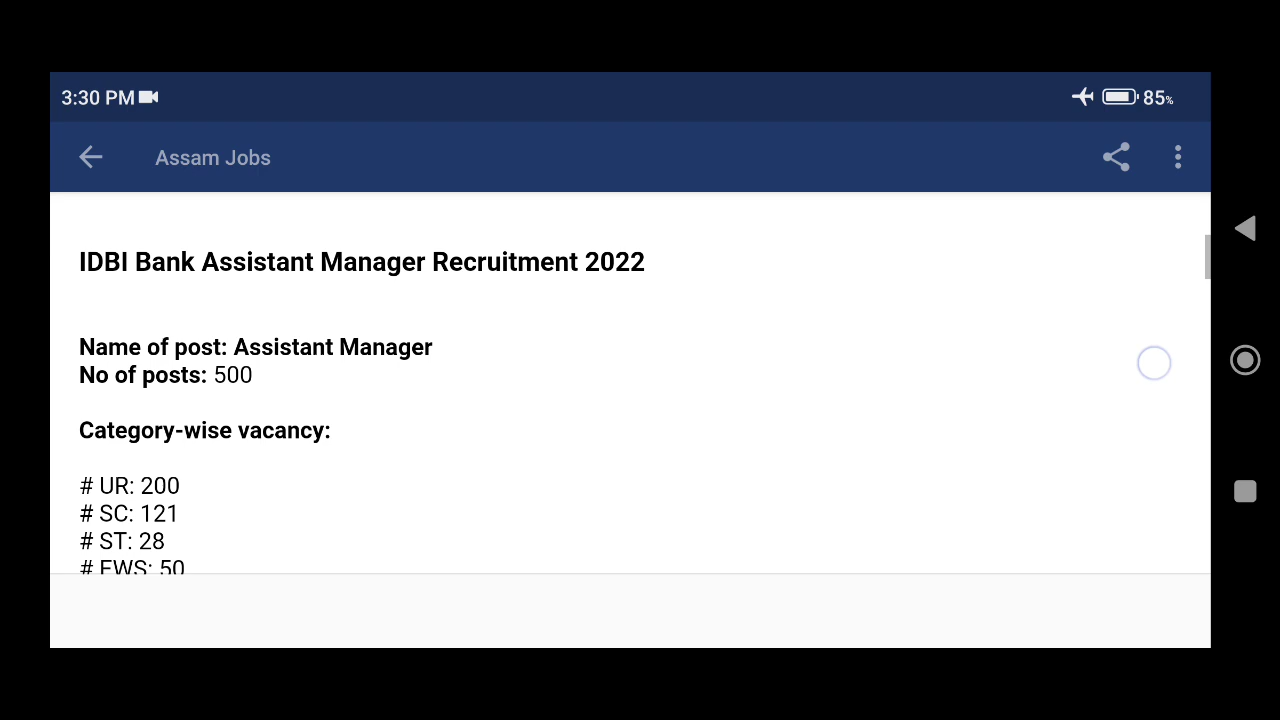 3:30 PM 85%
Assam Jobs
IDBI Bank Assistant Manager Recruitment 2022
Name of post: Assistant Manager
No of posts: 500
Category-wise vacancy:
# UR: 200
# SC: 121
# ST: 28
# EWS: 50